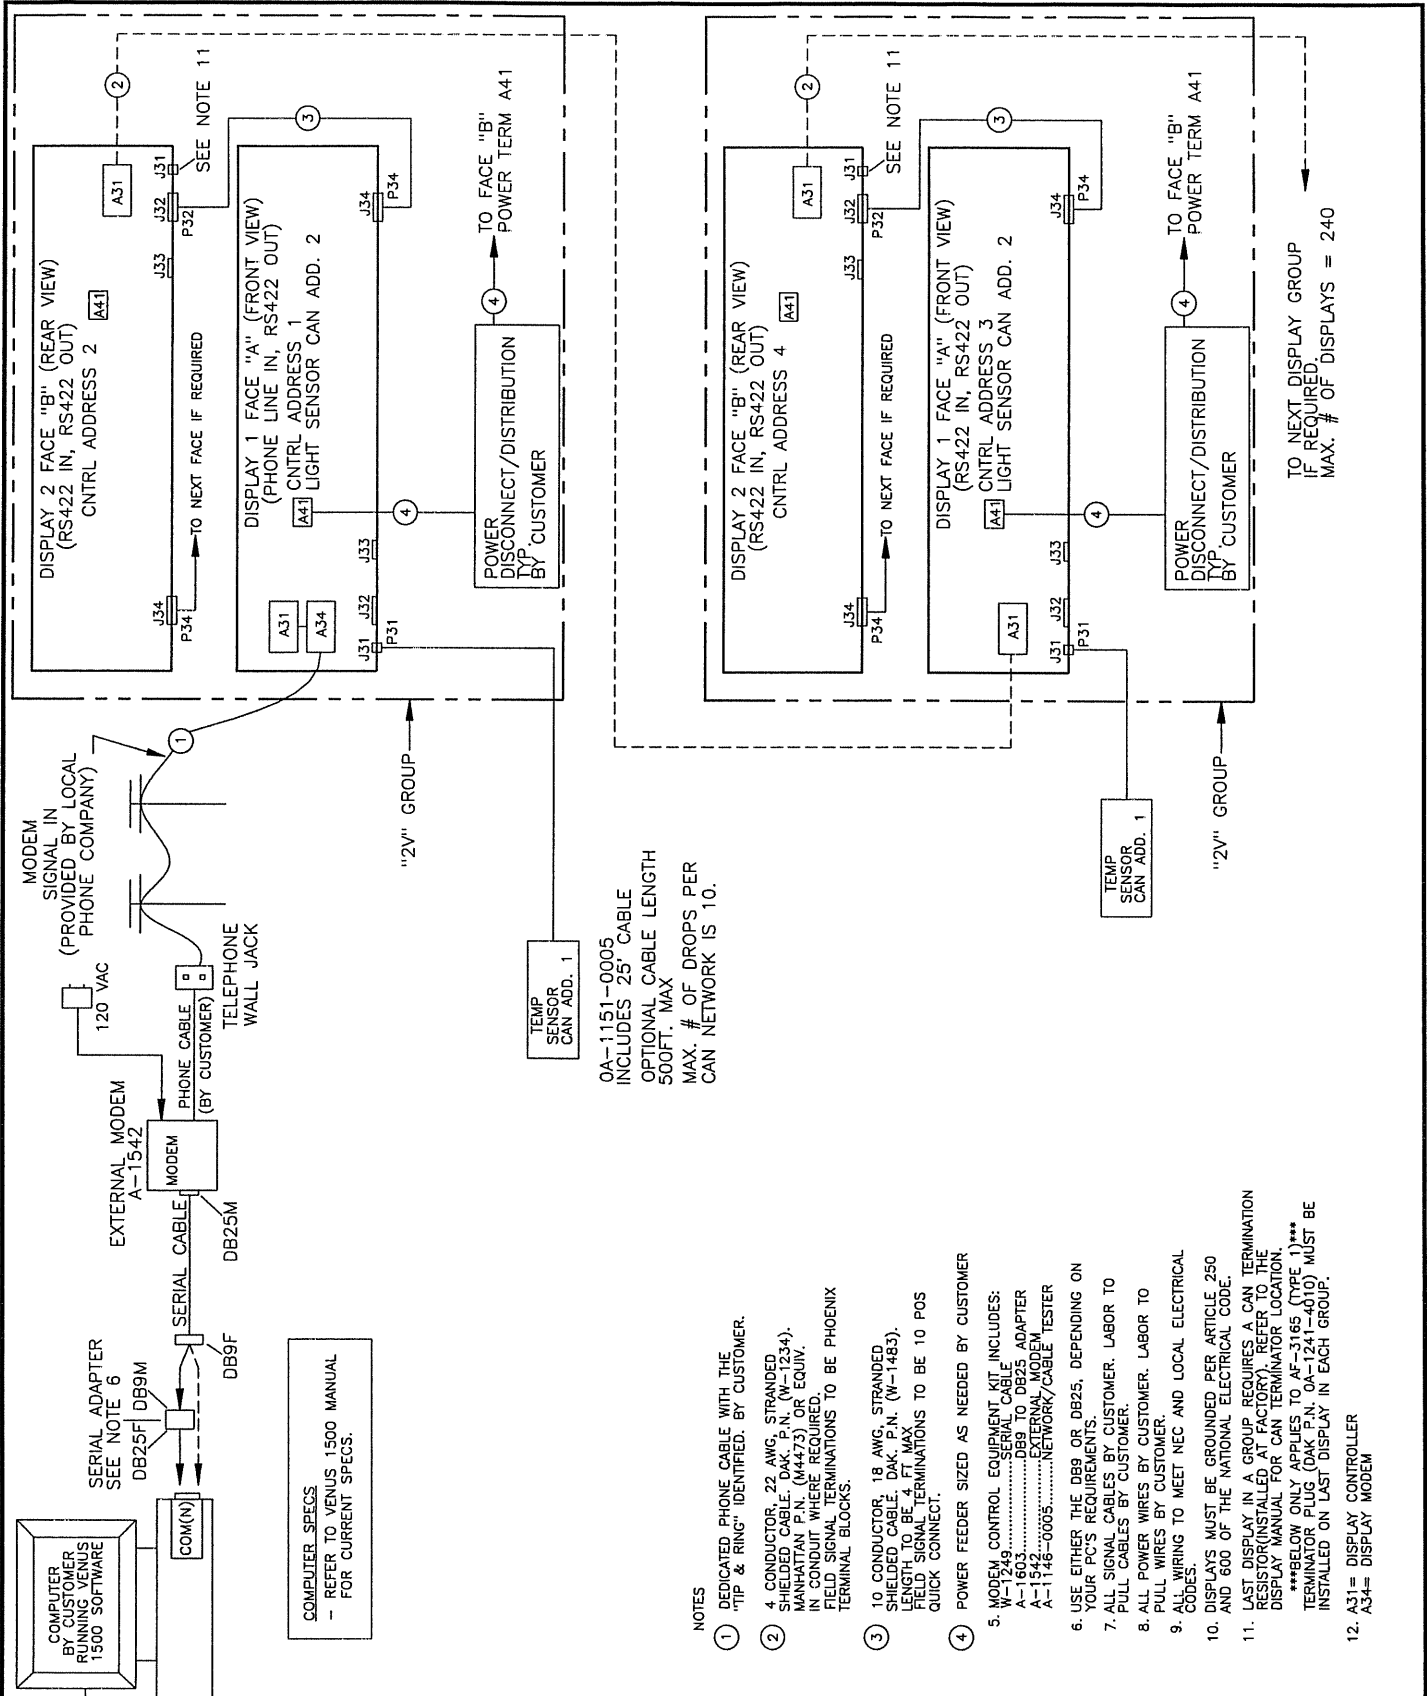 COMPUTER
BY CUSTOMER
RUNNING VENUS
1500 SOFTWARE
COM(N)
SERIAL ADAPTER
SEE NOTE 6
DB25F
DB9M
DB9F
SERIAL CABLE
DB25M
EXTERNAL MODEM
A-1542
MODEM
120 VAC
PHONE CABLE
(BY CUSTOMER)
TELEPHONE
WALL JACK
MODEM
SIGNAL IN
(PROVIDED BY LOCAL
PHONE COMPANY)
1
COMPUTER SPECS
- REFER TO VENUS 1500 MANUAL
FOR CURRENT SPECS.
DISPLAY 2 FACE "B" (REAR VIEW)
(RS422 IN, RS422 OUT)
CNTRL ADDRESS 2
A41
A31
2
J34
P34
TO NEXT FACE IF REQUIRED
J33
J32
P32
J31
SEE NOTE 11
3
DISPLAY 1 FACE "A" (FRONT VIEW)
(PHONE LINE IN, RS422 OUT)
CNTRL ADDRESS 1
LIGHT SENSOR CAN ADD. 2
A41
A31
A34
J31
P31
J32
J33
J34
P34
4
POWER
DISCONNECT/DISTRIBUTION
TYP.
BY CUSTOMER
4
TO FACE "B"
POWER TERM A41
"2V" GROUP
TEMP
SENSOR
CAN ADD. 1
0A-1151-0005
INCLUDES 25' CABLE
OPTIONAL CABLE LENGTH
500FT. MAX
MAX. # OF DROPS PER
CAN NETWORK IS 10.
DISPLAY 2 FACE "B" (REAR VIEW)
(RS422 IN, RS422 OUT)
CNTRL ADDRESS 4
A41
A31
2
J34
P34
TO NEXT FACE IF REQUIRED
J33
J32
P32
J31
SEE NOTE 11
3
DISPLAY 1 FACE "A" (FRONT VIEW)
(RS422 IN, RS422 OUT)
CNTRL ADDRESS 3
LIGHT SENSOR CAN ADD. 2
A41
A31
J31
P31
J32
J33
J34
P34
4
POWER
DISCONNECT/DISTRIBUTION
TYP.
BY CUSTOMER
4
TO FACE "B"
POWER TERM A41
"2V" GROUP
TEMP
SENSOR
CAN ADD. 1
TO NEXT DISPLAY GROUP
IF REQUIRED.
MAX. # OF DISPLAYS = 240
NOTES
1 DEDICATED PHONE CABLE WITH THE
"TIP & RING" IDENTIFIED. BY CUSTOMER.
2 4 CONDUCTOR, 22 AWG, STRANDED
SHIELDED CABLE. DAK. P.N. (W-1234).
MANHATTAN P.N. (M4473) OR EQUIV.
IN CONDUIT WHERE REQUIRED.
FIELD SIGNAL TERMINATIONS TO BE PHOENIX
TERMINAL BLOCKS.
3 10 CONDUCTOR, 18 AWG, STRANDED
SHIELDED CABLE. DAK. P.N. (W-1483).
LENGTH TO BE 4 FT MAX
FIELD SIGNAL TERMINATIONS TO BE 10 POS
QUICK CONNECT.
4 POWER FEEDER SIZED AS NEEDED BY CUSTOMER
5. MODEM CONTROL EQUIPMENT KIT INCLUDES:
W-1249..............SERIAL CABLE
A-1603..............DB9 TO DB25 ADAPTER
A-1542..............EXTERNAL MODEM
A-1146-0005.........NETWORK/CABLE TESTER
6. USE EITHER THE DB9 OR DB25, DEPENDING ON
YOUR PC'S REQUIREMENTS.
7. ALL SIGNAL CABLES BY CUSTOMER. LABOR TO
PULL CABLES BY CUSTOMER.
8. ALL POWER WIRES BY CUSTOMER. LABOR TO
PULL WIRES BY CUSTOMER.
9. ALL WIRING TO MEET NEC AND LOCAL ELECTRICAL
CODES.
10. DISPLAYS MUST BE GROUNDED PER ARTICLE 250
AND 600 OF THE NATIONAL ELECTRICAL CODE.
11. LAST DISPLAY IN A GROUP REQUIRES A CAN TERMINATION
RESISTOR(INSTALLED AT FACTORY). REFER TO THE
DISPLAY MANUAL FOR CAN TERMINATOR LOCATION.
***BELOW ONLY APPLIES TO AF-3165 (TYPE 1)***
TERMINATOR PLUG (DAK P.N. 0A-1241-4010) MUST BE
INSTALLED ON LAST DISPLAY IN EACH GROUP.
12. A31= DISPLAY CONTROLLER
A34= DISPLAY MODEM